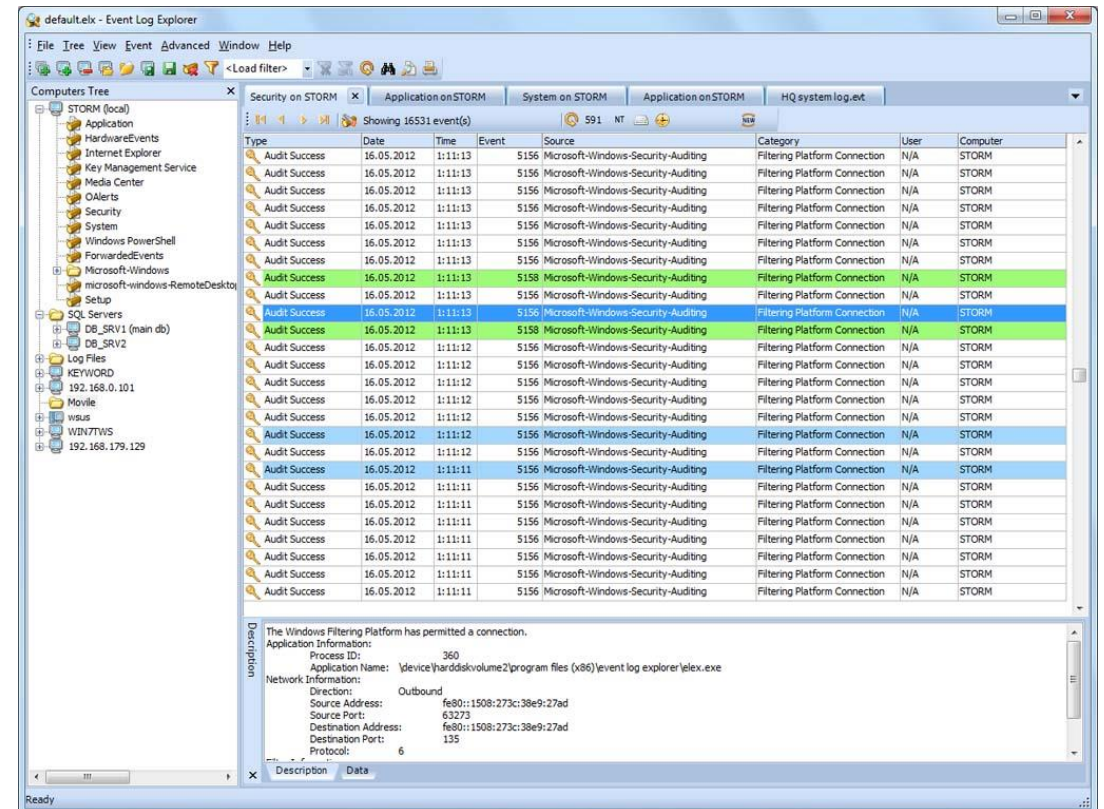 default.elx - Event Log Explorer
File Tree View Event Advanced Window Help
<Load filter>
Computers Tree
STORM (local)
Application
HardwareEvents
Internet Explorer
Key Management Service
Media Center
OAlerts
Security
System
Windows PowerShell
ForwardedEvents
Microsoft-Windows
microsoft-windows-RemoteDesktop
Setup
SQL Servers
DB_SRV1 (main db)
DB_SRV2
Log Files
KEYWORD
192.168.0.101
Movile
wsus
WIN7TWS
192.168.179.129
Security on STORM Application on STORM System on STORM Application on STORM HQ system log.evt
Showing 16531 event(s) 591 NT NEW
Type Date Time Event Source Category User Computer
Audit Success 16.05.2012 1:11:13 5156 Microsoft-Windows-Security-Auditing Filtering Platform Connection N/A STORM
Audit Success 16.05.2012 1:11:13 5156 Microsoft-Windows-Security-Auditing Filtering Platform Connection N/A STORM
Audit Success 16.05.2012 1:11:13 5156 Microsoft-Windows-Security-Auditing Filtering Platform Connection N/A STORM
Audit Success 16.05.2012 1:11:13 5156 Microsoft-Windows-Security-Auditing Filtering Platform Connection N/A STORM
Audit Success 16.05.2012 1:11:13 5156 Microsoft-Windows-Security-Auditing Filtering Platform Connection N/A STORM
Audit Success 16.05.2012 1:11:13 5156 Microsoft-Windows-Security-Auditing Filtering Platform Connection N/A STORM
Audit Success 16.05.2012 1:11:13 5156 Microsoft-Windows-Security-Auditing Filtering Platform Connection N/A STORM
Audit Success 16.05.2012 1:11:13 5158 Microsoft-Windows-Security-Auditing Filtering Platform Connection N/A STORM
Audit Success 16.05.2012 1:11:13 5156 Microsoft-Windows-Security-Auditing Filtering Platform Connection N/A STORM
Audit Success 16.05.2012 1:11:13 5156 Microsoft-Windows-Security-Auditing Filtering Platform Connection N/A STORM
Audit Success 16.05.2012 1:11:13 5158 Microsoft-Windows-Security-Auditing Filtering Platform Connection N/A STORM
Audit Success 16.05.2012 1:11:12 5156 Microsoft-Windows-Security-Auditing Filtering Platform Connection N/A STORM
Audit Success 16.05.2012 1:11:12 5156 Microsoft-Windows-Security-Auditing Filtering Platform Connection N/A STORM
Audit Success 16.05.2012 1:11:12 5156 Microsoft-Windows-Security-Auditing Filtering Platform Connection N/A STORM
Audit Success 16.05.2012 1:11:12 5156 Microsoft-Windows-Security-Auditing Filtering Platform Connection N/A STORM
Audit Success 16.05.2012 1:11:12 5156 Microsoft-Windows-Security-Auditing Filtering Platform Connection N/A STORM
Audit Success 16.05.2012 1:11:12 5156 Microsoft-Windows-Security-Auditing Filtering Platform Connection N/A STORM
Audit Success 16.05.2012 1:11:12 5156 Microsoft-Windows-Security-Auditing Filtering Platform Connection N/A STORM
Audit Success 16.05.2012 1:11:11 5156 Microsoft-Windows-Security-Auditing Filtering Platform Connection N/A STORM
Audit Success 16.05.2012 1:11:11 5156 Microsoft-Windows-Security-Auditing Filtering Platform Connection N/A STORM
Audit Success 16.05.2012 1:11:11 5156 Microsoft-Windows-Security-Auditing Filtering Platform Connection N/A STORM
Audit Success 16.05.2012 1:11:11 5156 Microsoft-Windows-Security-Auditing Filtering Platform Connection N/A STORM
Audit Success 16.05.2012 1:11:11 5156 Microsoft-Windows-Security-Auditing Filtering Platform Connection N/A STORM
Audit Success 16.05.2012 1:11:11 5156 Microsoft-Windows-Security-Auditing Filtering Platform Connection N/A STORM
Audit Success 16.05.2012 1:11:11 5156 Microsoft-Windows-Security-Auditing Filtering Platform Connection N/A STORM
Audit Success 16.05.2012 1:11:11 5156 Microsoft-Windows-Security-Auditing Filtering Platform Connection N/A STORM
Description
The Windows Filtering Platform has permitted a connection.
Application Information:
Process ID: 360
Application Name: \device\harddiskvolume2\program files (x86)\event log explorer\elex.exe
Network Information:
Direction: Outbound
Source Address: fe80::1508:273c:38e9:27ad
Source Port: 63273
Destination Address: fe80::1508:273c:38e9:27ad
Destination Port: 135
Protocol: 6
Description Data
Ready